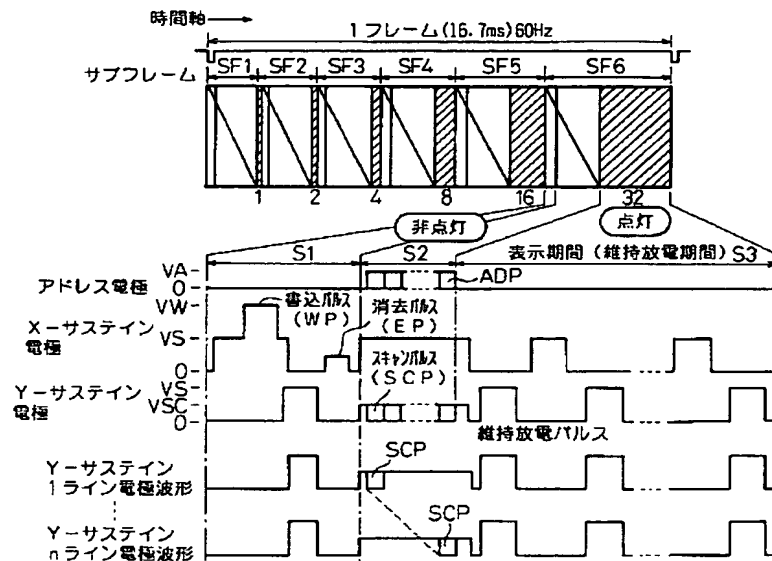 時間軸
1フレーム(16.7ms)60Hz
サブフレーム
SF1 SF2 SF3 SF4 SF5 SF6
1 2 4 8 16 32
非点灯 点灯
S1 S2 表示期間(維持放電期間)S3
アドレス電極
VA
0
ADP
書込パルス
(WP)
消去パルス
(EP)
X-サステイン
電極
VW
VS
0
スキャンパルス
(SCP)
Y-サステイン
電極
VS
VSC
0
維持放電パルス
Y-サステイン
1ライン電極波形
SCP
Y-サステイン
nライン電極波形
SCP